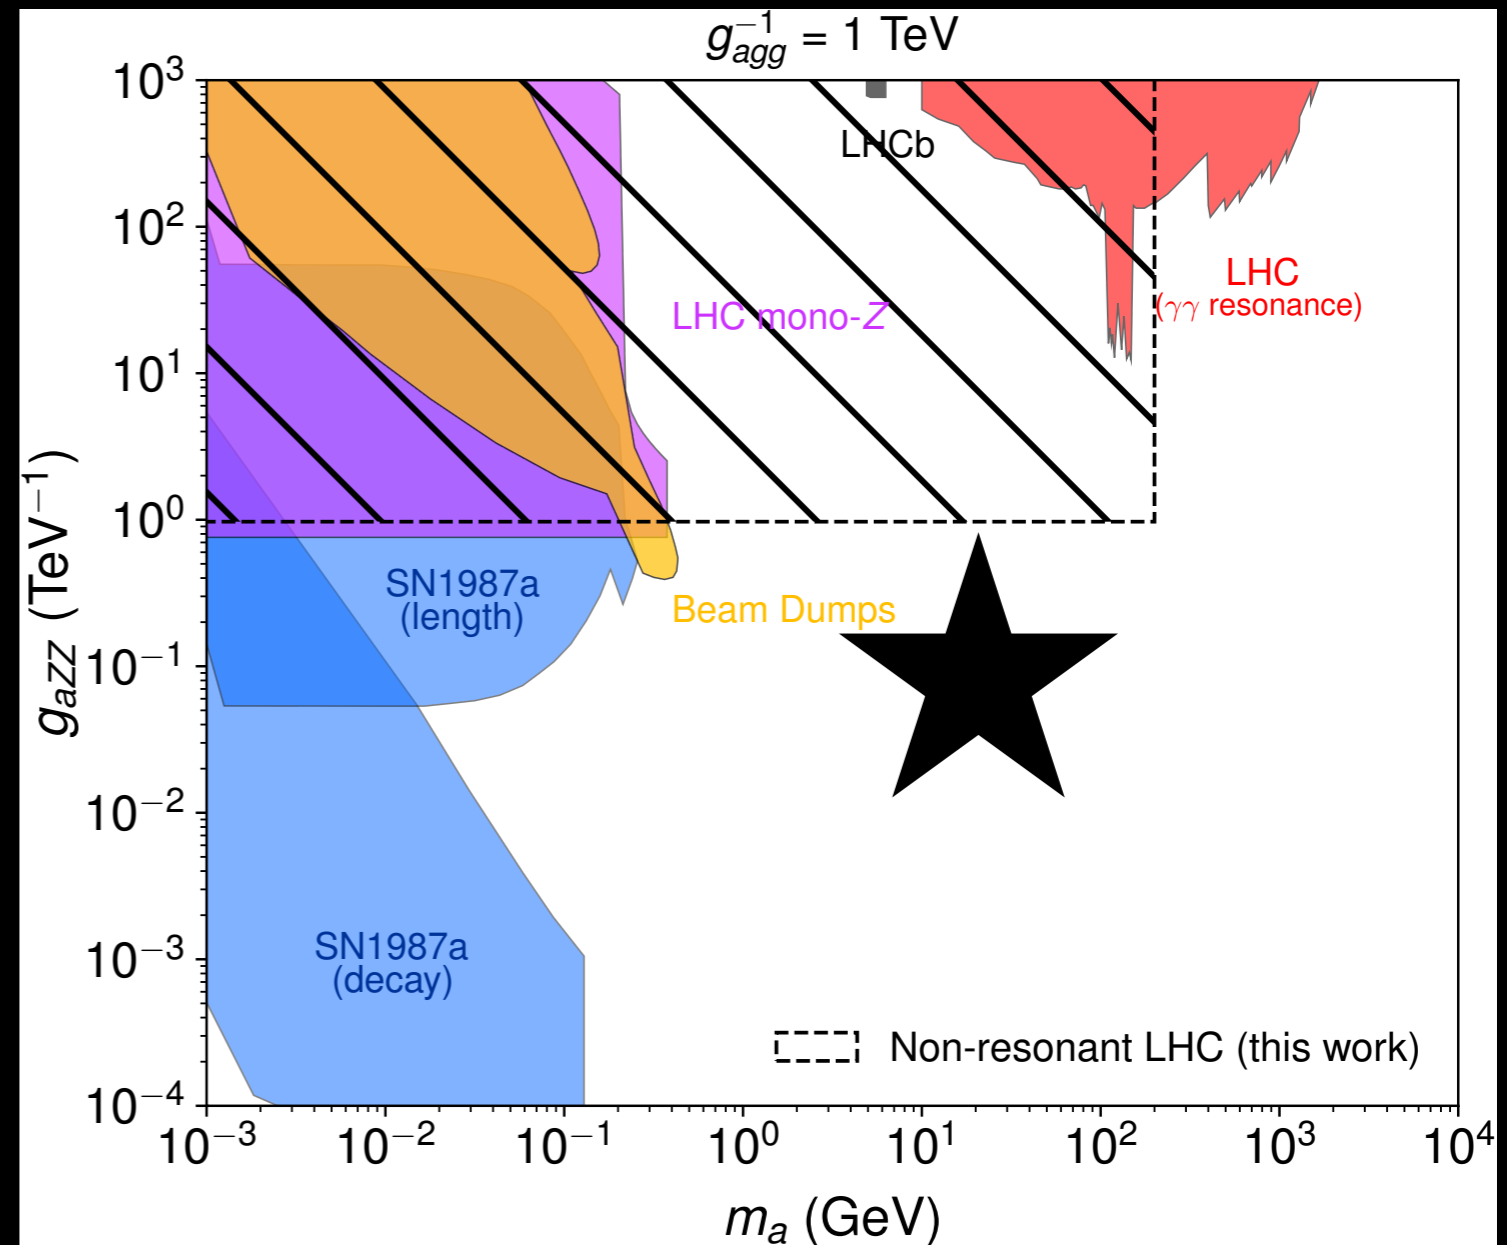 g_{agg}^{-1} = 1 TeV
10^3
10^2
10^1
10^0
10^{-1}
10^{-2}
10^{-3}
10^{-4}
g_{aZZ} (TeV^{-1})
LHCb
LHC
(γγ resonance)
LHC mono-Z
SN1987a
(length)
Beam Dumps
SN1987a
(decay)
Non-resonant LHC (this work)
10^{-3} 10^{-2} 10^{-1} 10^0 10^1 10^2 10^3 10^4
m_a (GeV)